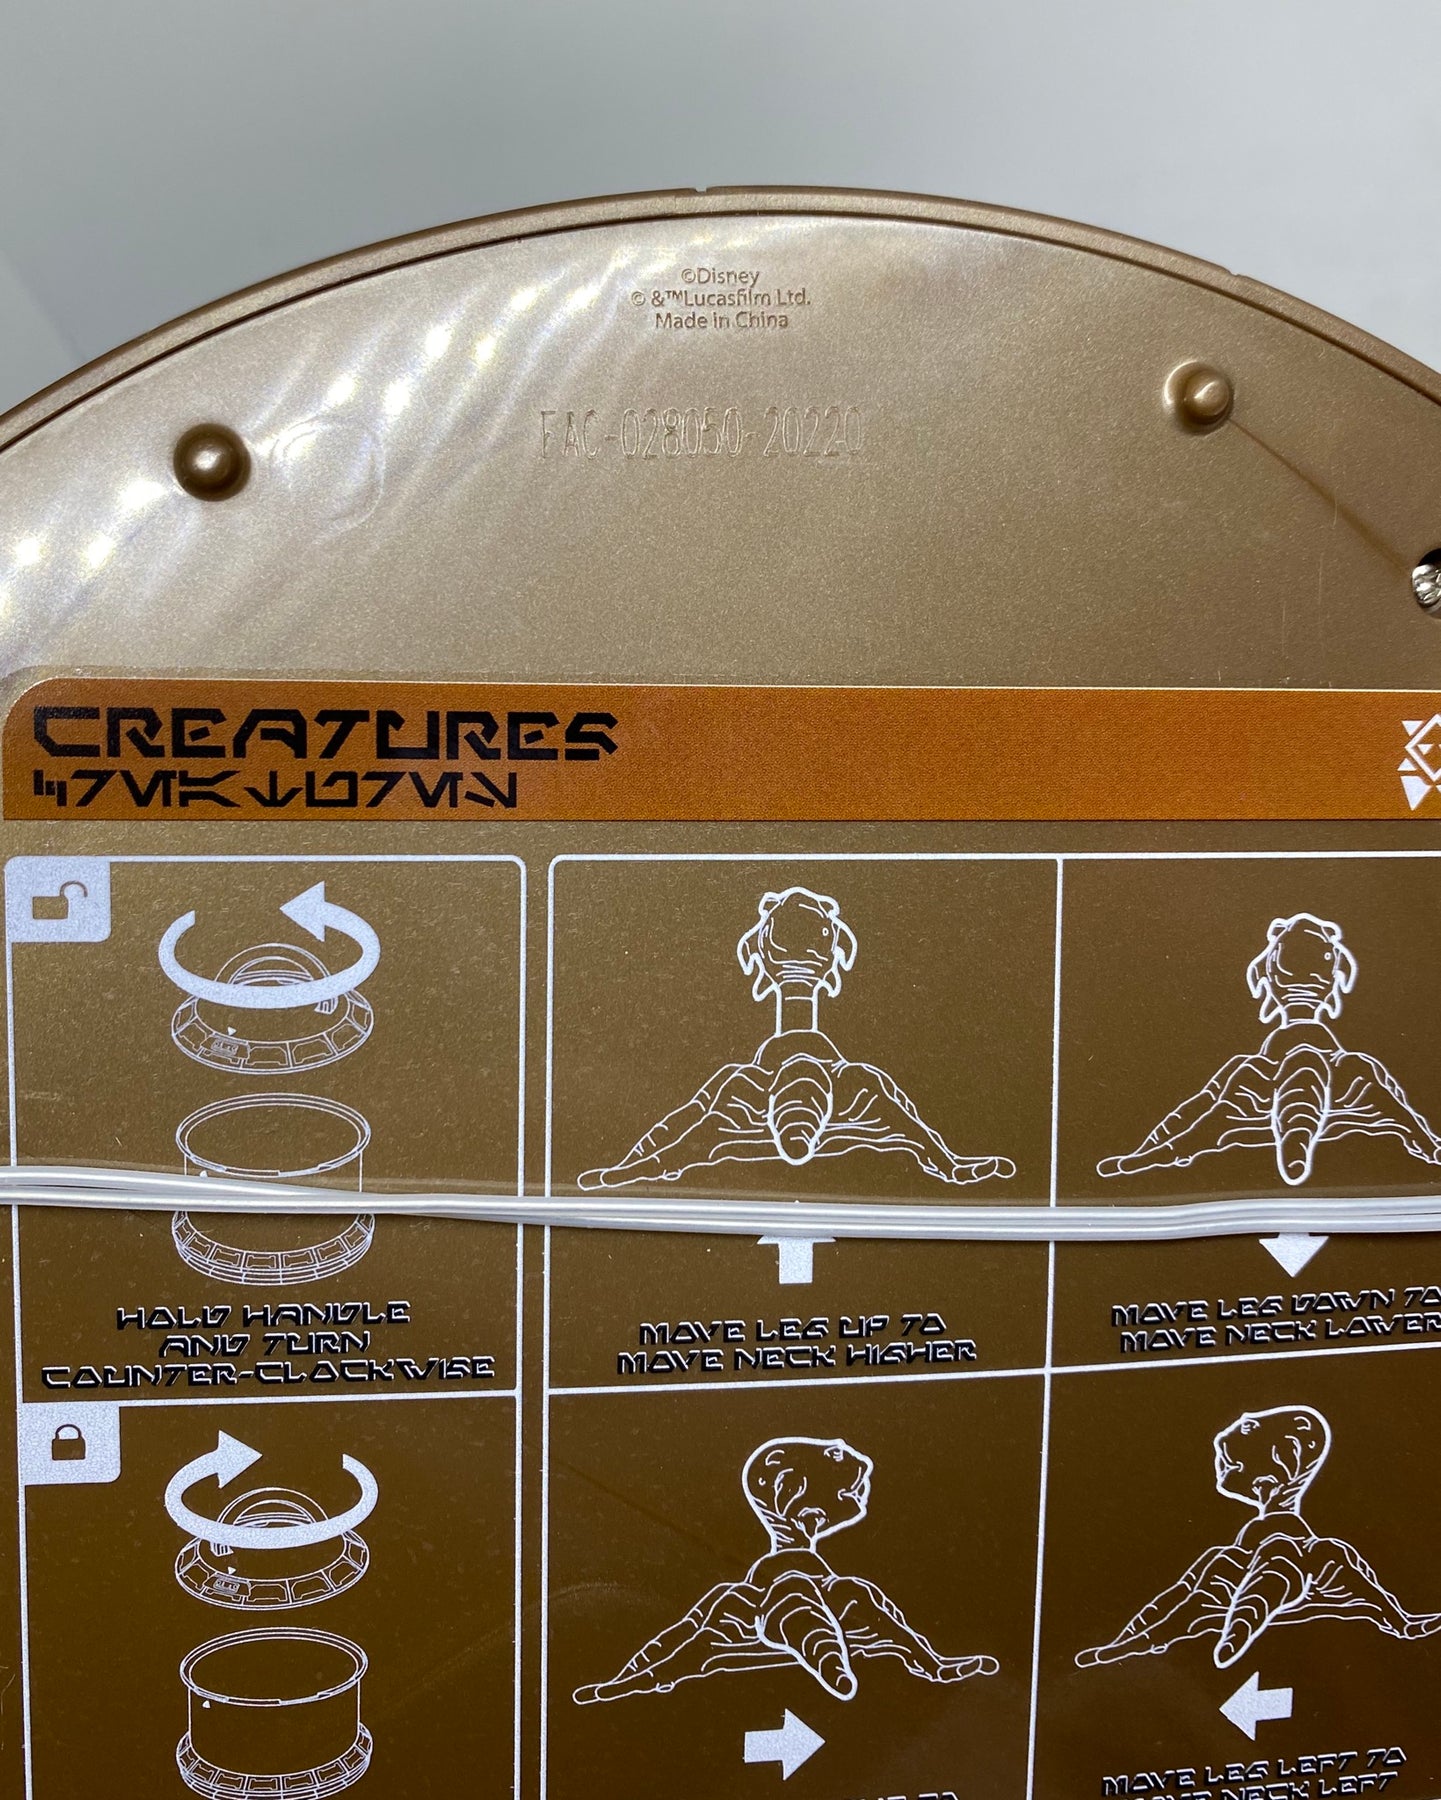 ©Disney
© &™Lucasfilm Ltd.
Made in China
FAC-028050-20220
CREATURES
HOLD HANDLE
AND TURN
COUNTER-CLOCKWISE
MOVE LEG UP TO
MOVE NECK HIGHER
MOVE LEG DOWN TO
MOVE NECK LOWER
MOVE LEG LEFT TO
MOVE NECK LEFT